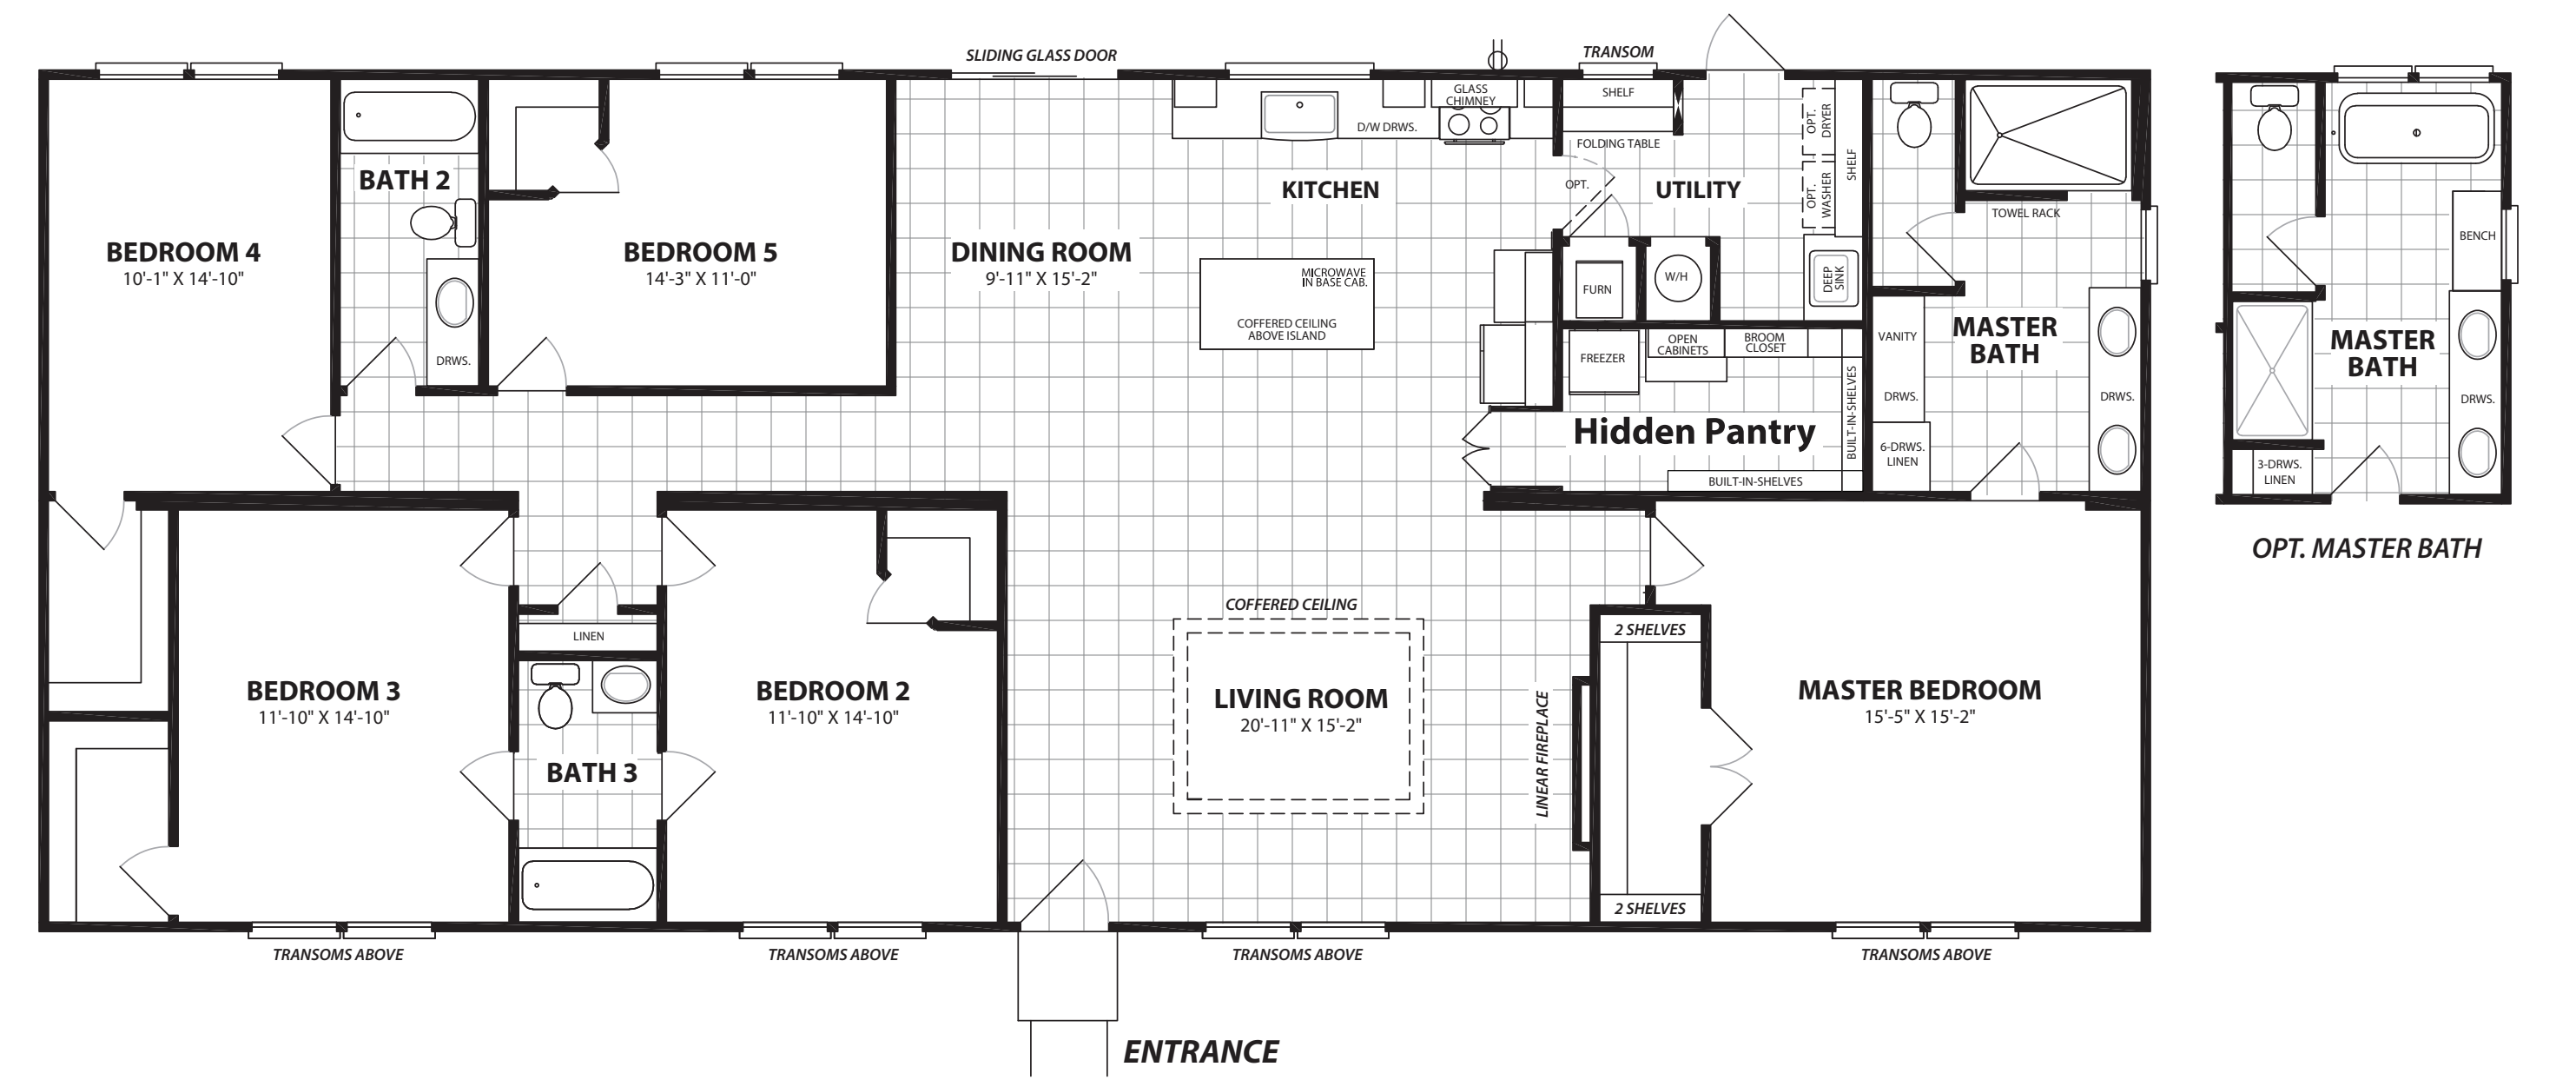 SLIDING GLASS DOOR
TRANSOM
GLASS
CHIMNEY
SHELF
D/W DRWS.
FOLDING TABLE
OPT.
DRYER
OPT.
WASHER
SHELF
BATH 2
KITCHEN
OPT.
UTILITY
TOWEL RACK
BENCH
BEDROOM 4
10'-1" X 14'-10"
BEDROOM 5
14'-3" X 11'-0"
DINING ROOM
9'-11" X 15'-2"
MICROWAVE
IN BASE CAB.
COFFERED CEILING
ABOVE ISLAND
FURN
W/H
DEEP
SINK
DRWS.
FREEZER
OPEN
CABINETS
BROOM
CLOSET
BUILT-IN-SHELVES
VANITY
DRWS.
MASTER
BATH
DRWS.
MASTER
BATH
DRWS.
Hidden Pantry
6-DRWS.
LINEN
BUILT-IN-SHELVES
3-DRWS.
LINEN
OPT. MASTER BATH
LINEN
COFFERED CEILING
2 SHELVES
BEDROOM 3
11'-10" X 14'-10"
BEDROOM 2
11'-10" X 14'-10"
LIVING ROOM
20'-11" X 15'-2"
LINEAR FIREPLACE
MASTER BEDROOM
15'-5" X 15'-2"
BATH 3
2 SHELVES
TRANSOMS ABOVE
TRANSOMS ABOVE
TRANSOMS ABOVE
TRANSOMS ABOVE
ENTRANCE